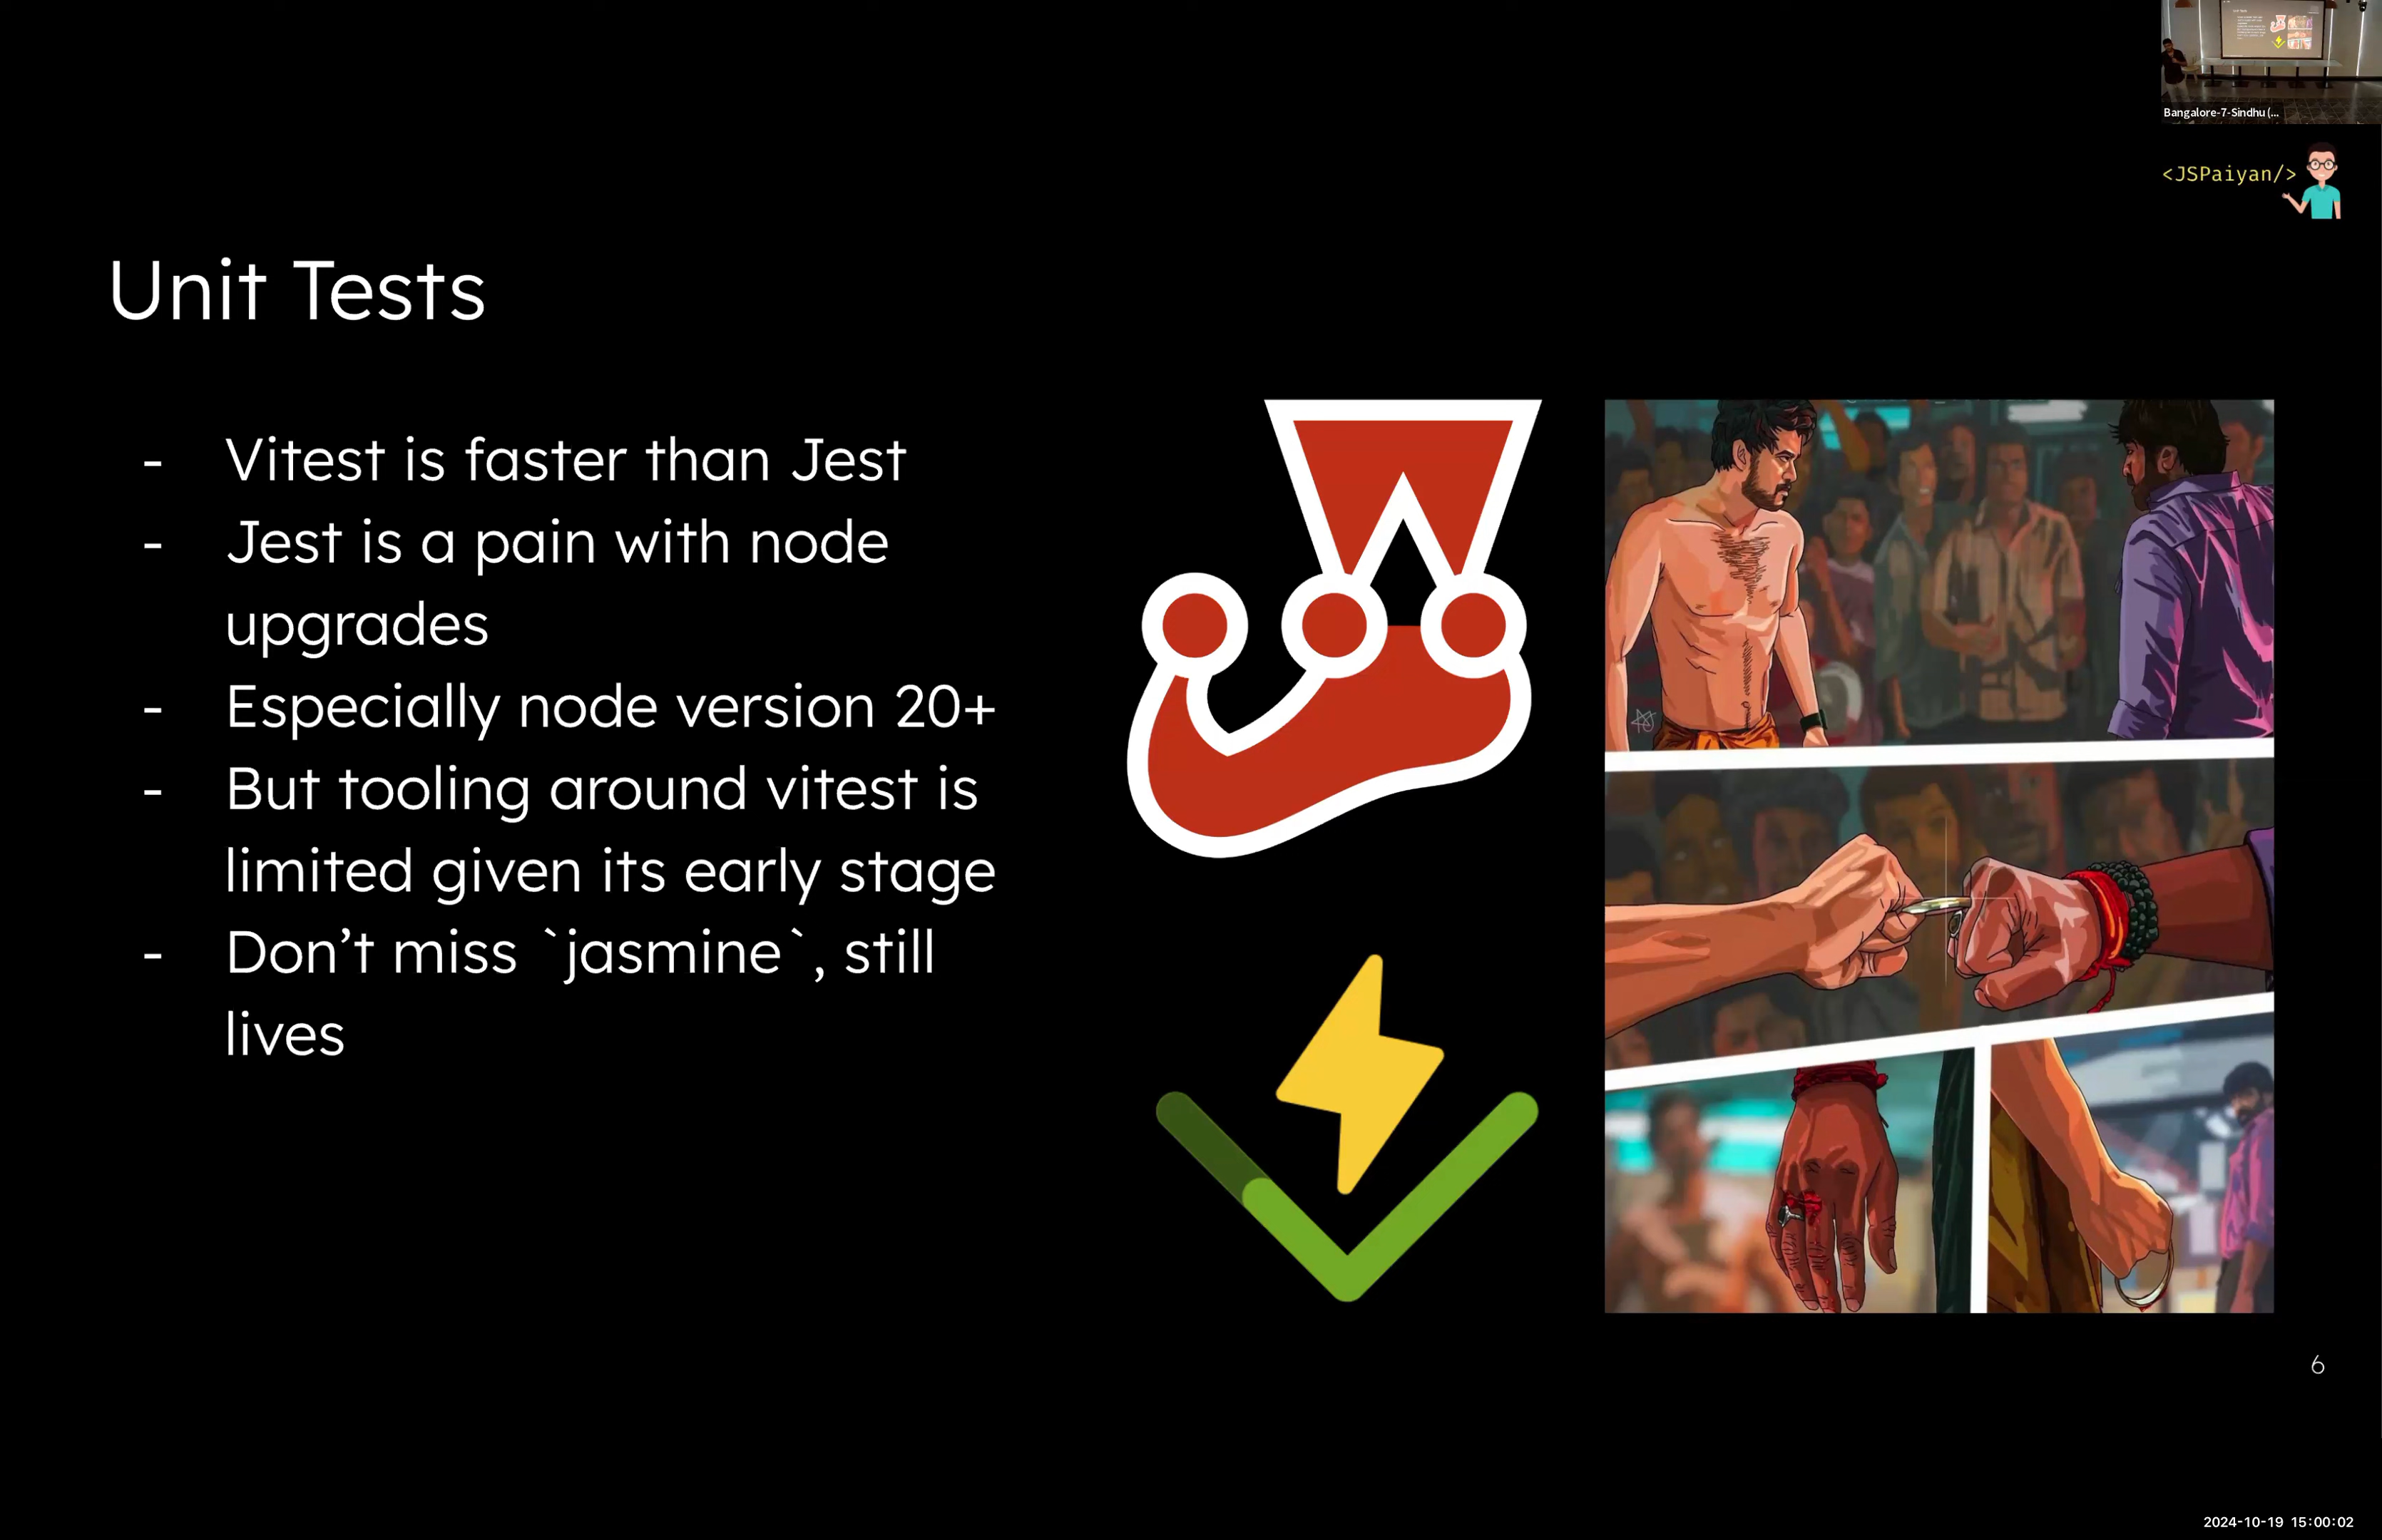 Bangalore-7-Sindhu (...
<JSPaiyan/>
Unit Tests
- Vitest is faster than Jest
- Jest is a pain with node
upgrades
- Especially node version 20+
- But tooling around vitest is
limited given its early stage
- Don’t miss `jasmine`, still
lives
6
2024-10-19 15:00:02